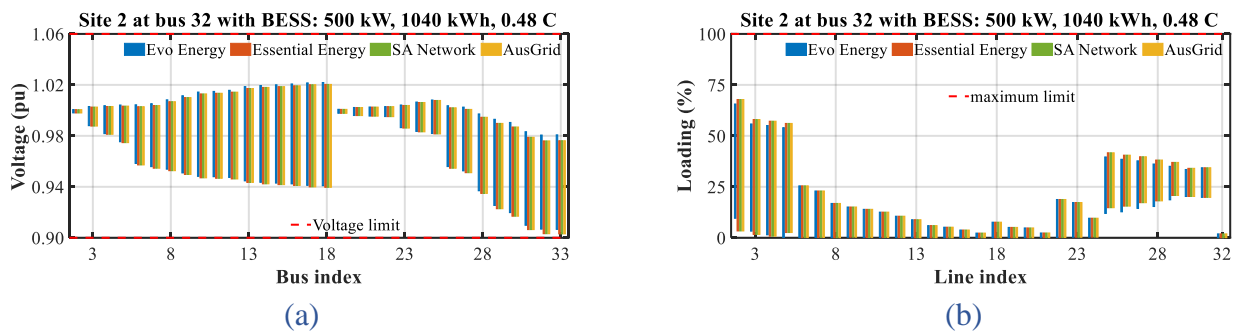 Site 2 at bus 32 with BESS: 500 kW, 1040 kWh, 0.48 C
1.06
1.02
0.98
0.94
0.90
Voltage (pu)
Evo Energy Essential Energy SA Network AusGrid
Voltage limit
3 8 13 18 23 28 33
Bus index
(a)
Site 2 at bus 32 with BESS: 500 kW, 1040 kWh, 0.48 C
100
75
50
25
0
Loading (%)
Evo Energy Essential Energy SA Network AusGrid
maximum limit
3 8 13 18 23 28 32
Line index
(b)